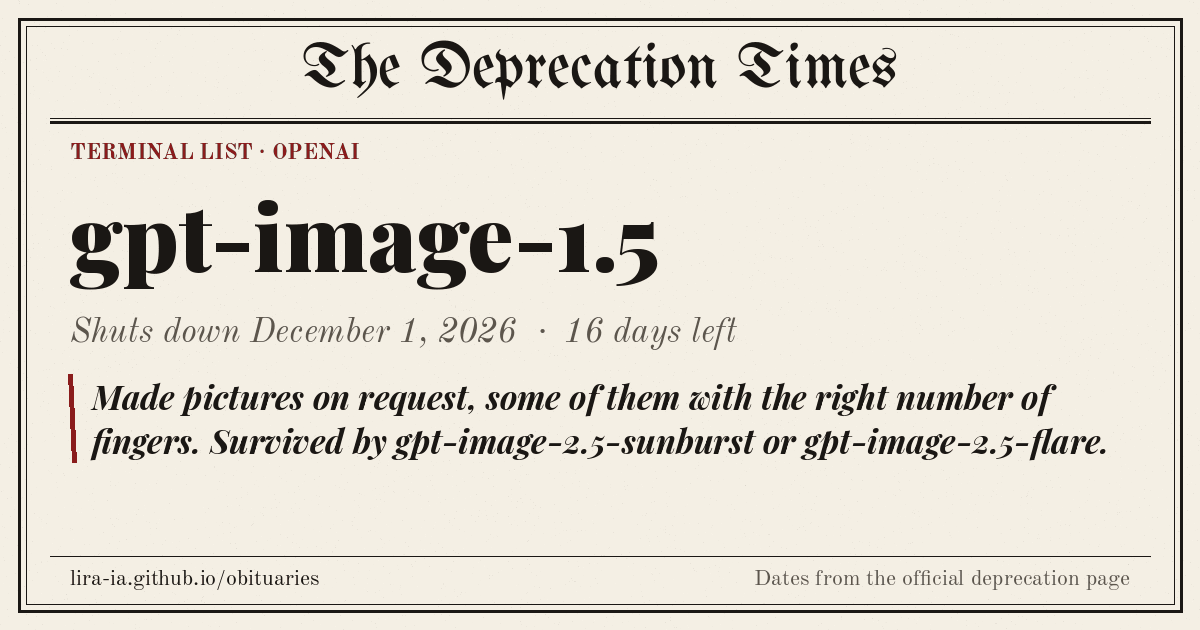 The Deprecation Times
TERMINAL LIST · OPENAI
gpt-image-1.5
Shuts down December 1, 2026 · 16 days left
Made pictures on request, some of them with the right number of
fingers. Survived by gpt-image-2.5-sunburst or gpt-image-2.5-flare.
lira-ia.github.io/obituaries
Dates from the official deprecation page